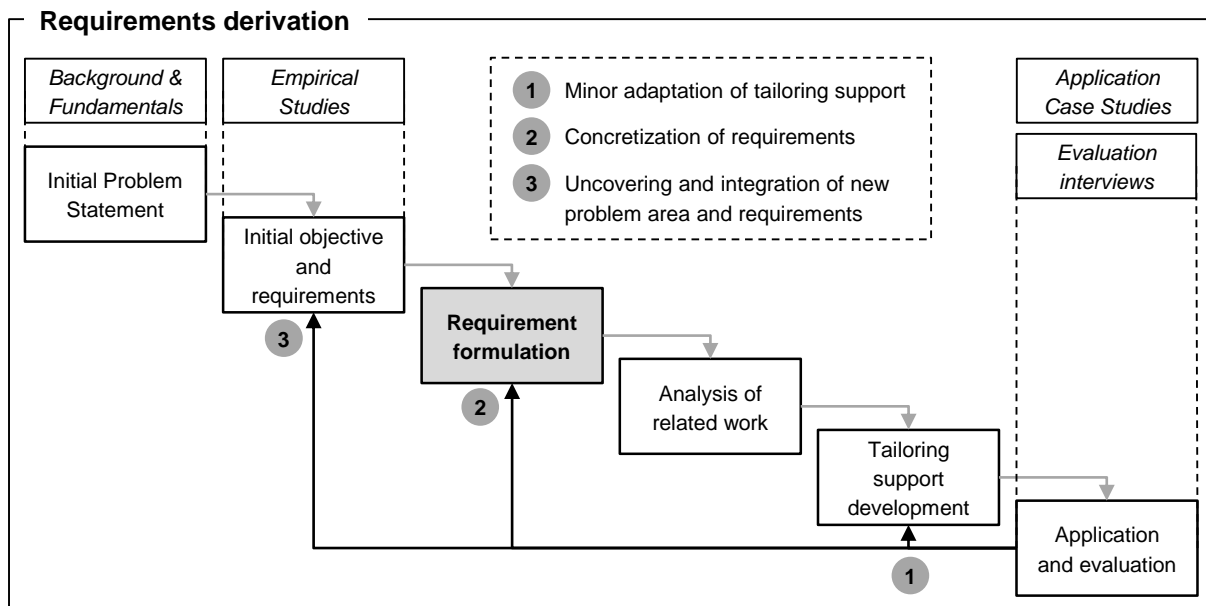 Requirements derivation
Background &
Fundamentals
Empirical
Studies
1 Minor adaptation of tailoring support
2 Concretization of requirements
3 Uncovering and integration of new
problem area and requirements
Application
Case Studies
Evaluation
interviews
Initial Problem
Statement
Initial objective
and
requirements
3
Requirement
formulation
2
Analysis of
related work
Tailoring
support
development
1
Application
and evaluation